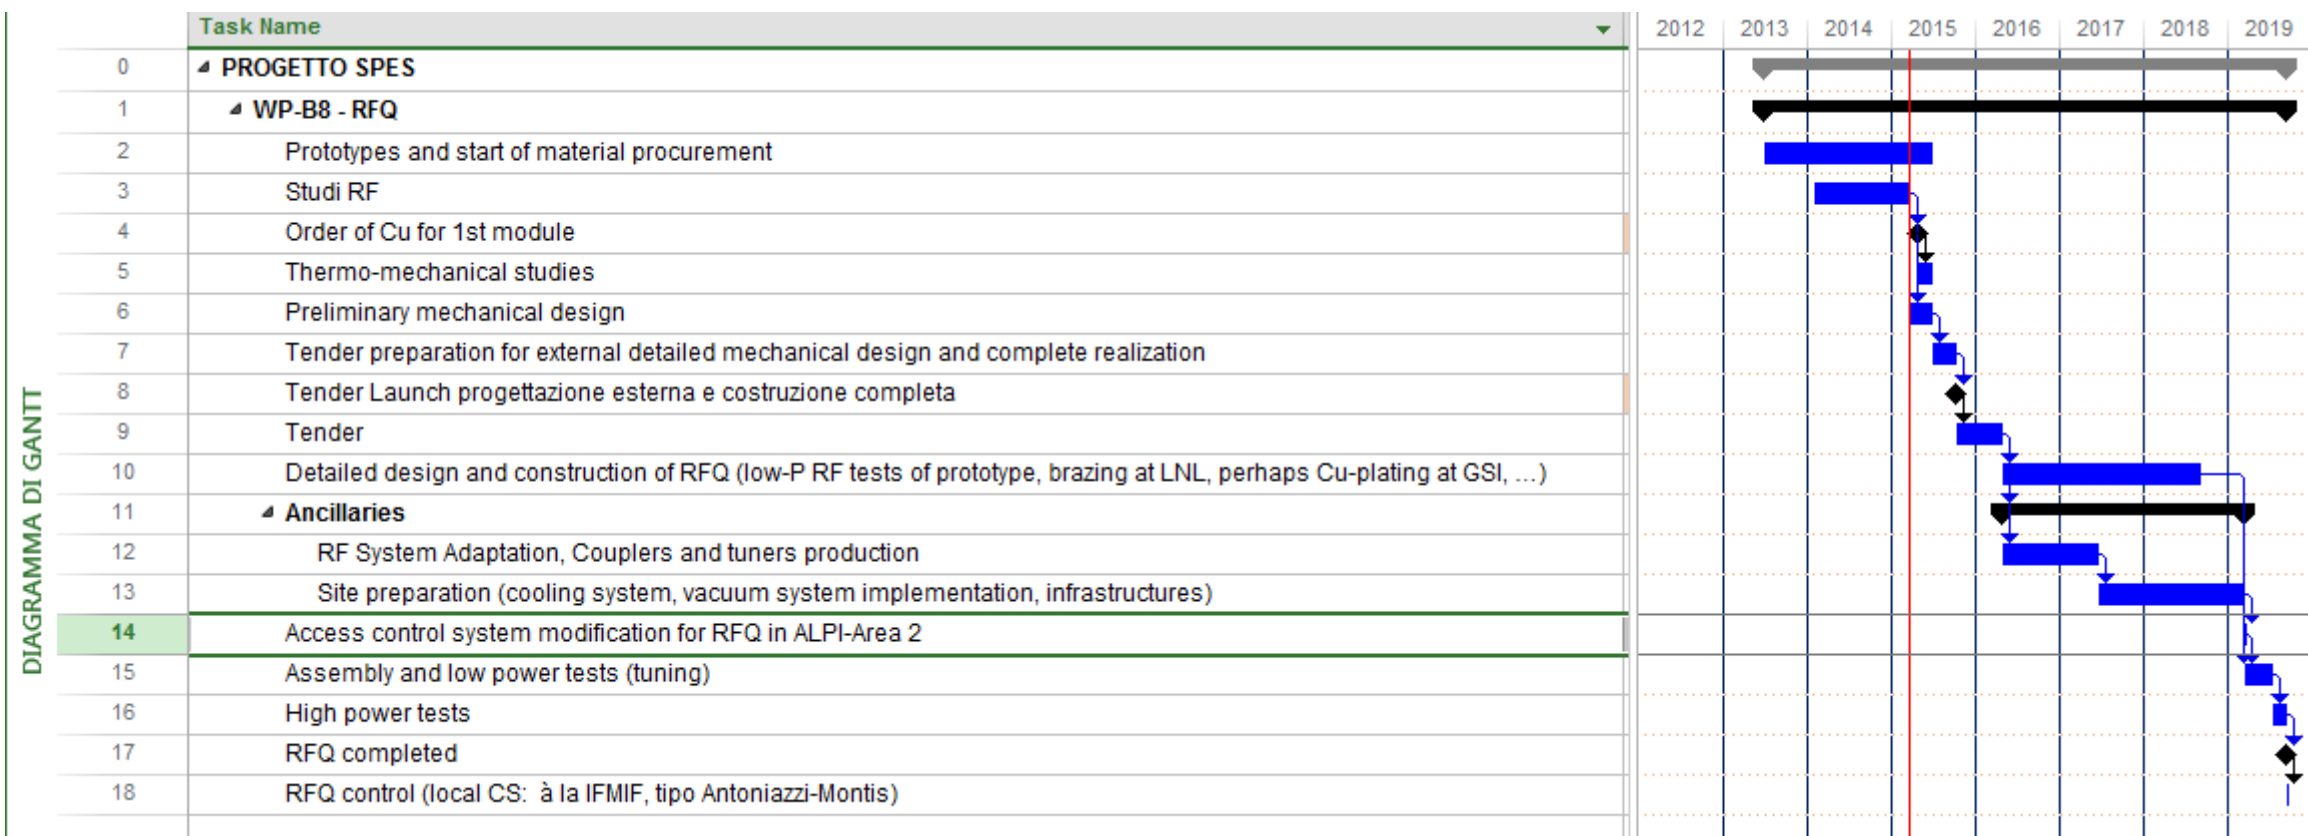 Task Name
2012 2013 2014 2015 2016 2017 2018 2019
0 PROGETTO SPES
1 WP-B8 - RFQ
2 Prototypes and start of material procurement
3 Studi RF
4 Order of Cu for 1st module
5 Thermo-mechanical studies
6 Preliminary mechanical design
7 Tender preparation for external detailed mechanical design and complete realization
8 Tender Launch progettazione esterna e costruzione completa
9 Tender
10 Detailed design and construction of RFQ (low-P RF tests of prototype, brazing at LNL, perhaps Cu-plating at GSI, ...)
11 Ancillaries
12 RF System Adaptation, Couplers and tuners production
13 Site preparation (cooling system, vacuum system implementation, infrastructures)
14 Access control system modification for RFQ in ALPI-Area 2
15 Assembly and low power tests (tuning)
16 High power tests
17 RFQ completed
18 RFQ control (local CS: à la IFMIF, tipo Antoniazzi-Montis)
DIAGRAMMA DI GANTT